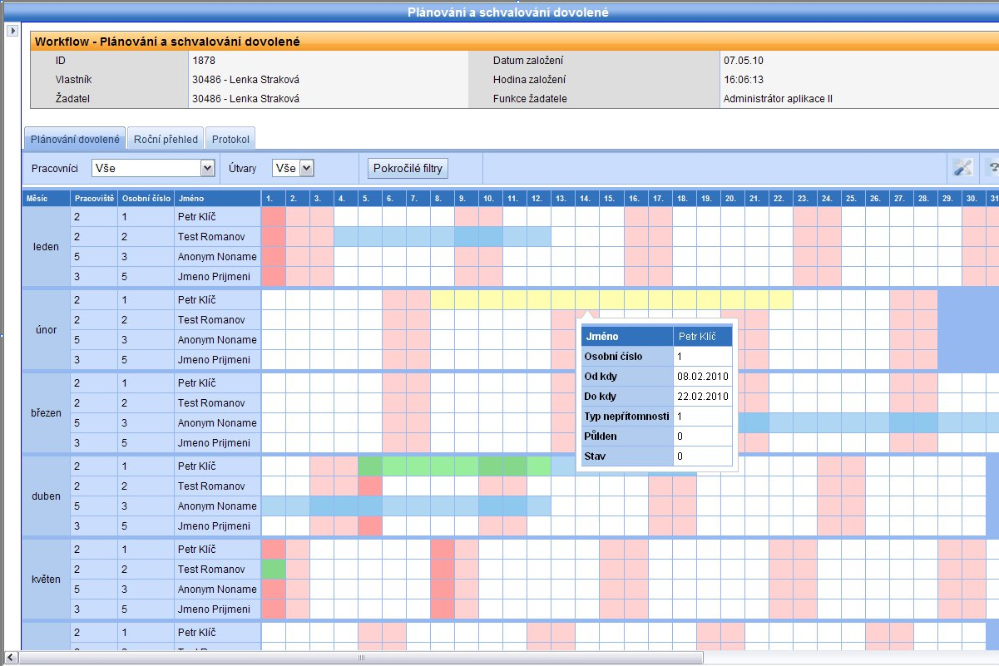 Plánování a schvalování dovolené
Workflow - Plánování a schvalování dovolené
ID 1878 Datum založení 07.05.10
Vlastník 30486 - Lenka Straková Hodina založení 16:06:13
Žadatel 30486 - Lenka Straková Funkce žadatele Administrátor aplikace II
Plánování dovolené Roční přehled Protokol
Pracovníci Vše Útvary Vše Pokročilé filtry
Měsíc Pracoviště Osobní číslo Jméno 1. 2. 3. 4. 5. 6. 7. 8. 9. 10. 11. 12. 13. 14. 15. 16. 17. 18. 19. 20. 21. 22. 23. 24. 25. 26. 27. 28. 29. 30. 31
leden
2 1 Petr Klíč
2 2 Test Romanov
5 3 Anonym Noname
3 5 Jmeno Prijmeni
únor
2 1 Petr Klíč
2 2 Test Romanov
5 3 Anonym Noname
3 5 Jmeno Prijmeni
Jméno Petr Klíč
Osobní číslo 1
Od kdy 08.02.2010
Do kdy 22.02.2010
Typ nepřítomnosti 1
Půlden 0
Stav 0
březen
2 1 Petr Klíč
2 2 Test Romanov
5 3 Anonym Noname
3 5 Jmeno Prijmeni
duben
2 1 Petr Klíč
2 2 Test Romanov
5 3 Anonym Noname
3 5 Jmeno Prijmeni
květen
2 1 Petr Klíč
2 2 Test Romanov
5 3 Anonym Noname
3 5 Jmeno Prijmeni
2 1 Petr Klíč